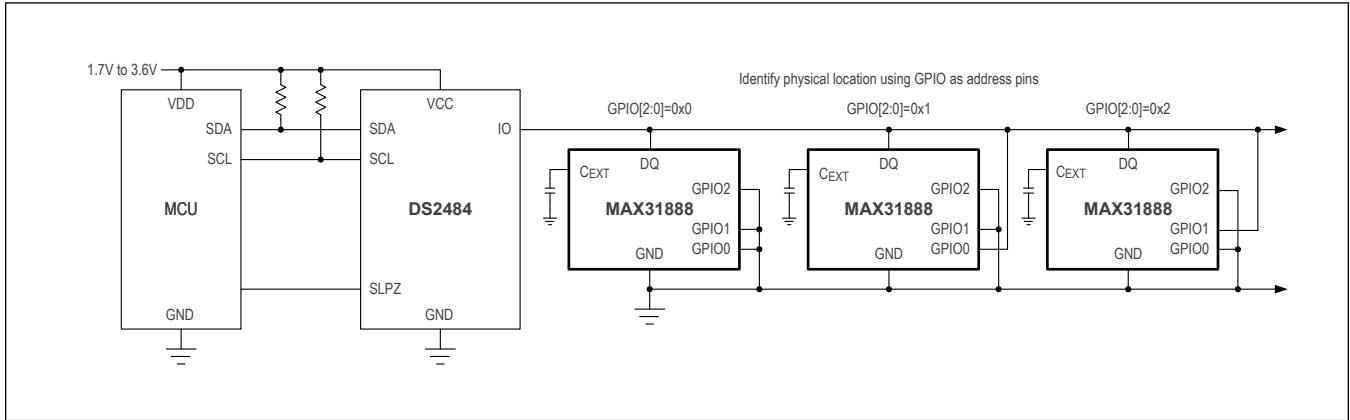 1.7V to 3.6V
Identify physical location using GPIO as address pins
VDD
SDA
SCL
MCU
GND
VCC
SDA
IO
SCL
DS2484
SLPZ
GND
GPIO[2:0]=0x0
DQ
CEXT
GPIO2
MAX31888
GPIO1
GND
GPIO0
GPIO[2:0]=0x1
DQ
CEXT
GPIO2
MAX31888
GPIO1
GND
GPIO0
GPIO[2:0]=0x2
DQ
CEXT
GPIO2
MAX31888
GPIO1
GND
GPIO0